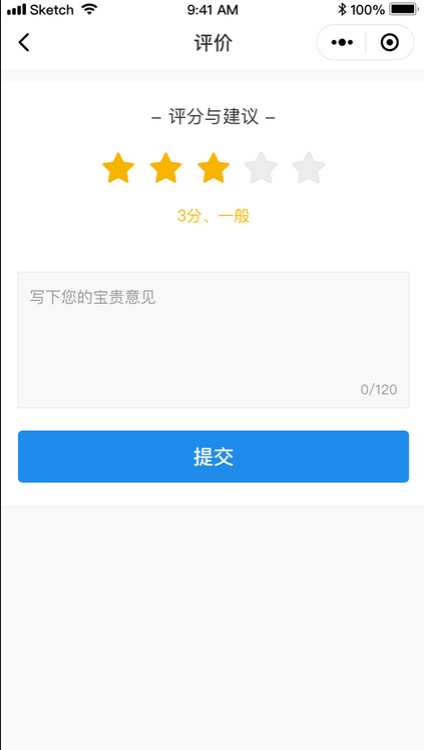 Sketch 9:41 AM 100%
评价
– 评分与建议 –
3分、一般
写下您的宝贵意见
0/120
提交